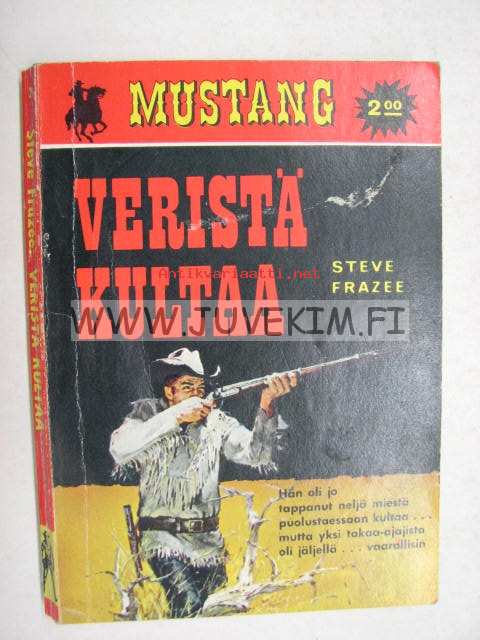 MUSTANG
2.00
VERISTÄ
KULTAA
STEVE
FRAZEE
Antikvariaatti.net
WWW.JUVEKIM.FI
Hän oli jo
tappanut neljä miestä
puolustaessaan kultaa ...
mutta yksi takaa-ajajista
oli jäljellä ... vaarallisin
Steve Frazee: VERISTÄ KULTAA